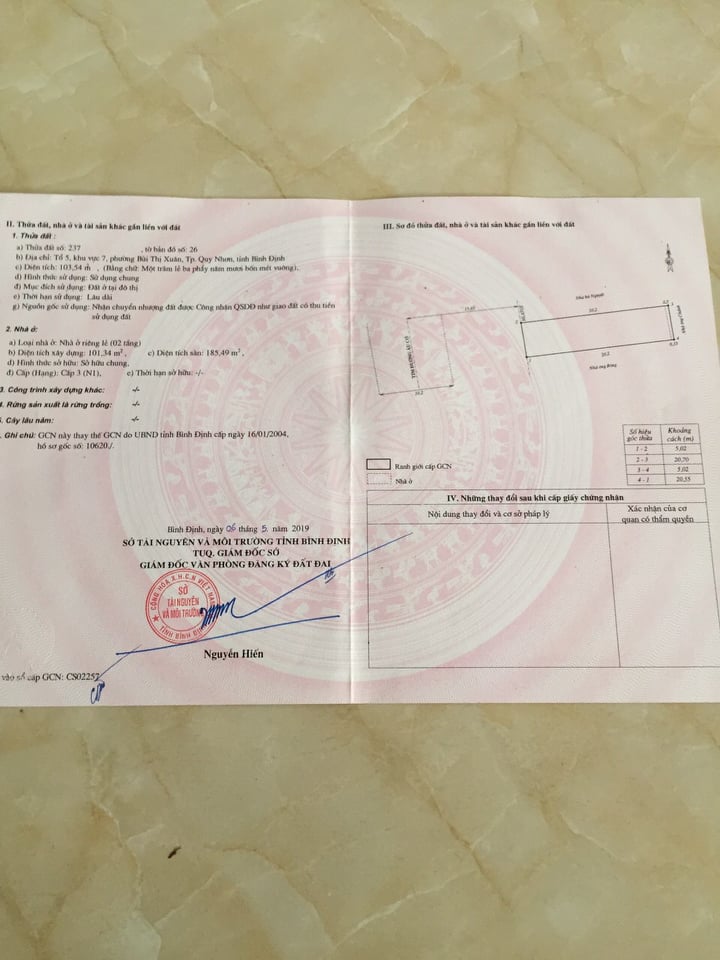 II. Thửa đất, nhà ở và tài sản khác gắn liền với đất
1. Thửa đất :
a) Thửa đất số: 237 , tờ bản đồ số: 26
b) Địa chỉ: Tổ 5, khu vực 7, phường Bùi Thị Xuân, Tp. Quy Nhơn, tỉnh Bình Định
c) Diện tích: 103,54 m , (Bằng chữ: Một trăm lẻ ba phẩy năm mươi bốn mét vuông).
d) Hình thức sử dụng: Sử dụng chung
đ) Mục đích sử dụng: Đất ở tại đô thị
e) Thời hạn sử dụng: Lâu dài
g) Nguồn gốc sử dụng: Nhận chuyển nhượng đất được Công nhận QSDĐ như giao đất có thu tiền
sử dụng đất
2. Nhà ở:
a) Loại nhà ở: Nhà ở riêng lẻ (02 tầng)
b) Diện tích xây dựng: 101,34 m², c) Diện tích sàn: 185,49 m²,
d) Hình thức sở hữu: Sở hữu chung,
đ) Cấp (Hạng): Cấp 3 (N1), e) Thời hạn sở hữu: -/-
3. Công trình xây dựng khác: -/-
4. Rừng sản xuất là rừng trồng: -/-
5. Cây lâu năm: -/-
Ghi chú: GCN này thay thế GCN do UBND tỉnh Bình Định cấp ngày 16/01/2004,
hồ sơ gốc số: 10620./.
Bình Định, ngày 06 tháng 5 năm 2019
SỞ TÀI NGUYÊN VÀ MÔI TRƯỜNG TỈNH BÌNH ĐỊNH
TUQ. GIÁM ĐỐC SỞ
GIÁM ĐỐC VĂN PHÒNG ĐĂNG KÝ ĐẤT ĐAI
CỘNG HÒA X.H.C.N VIỆT NAM
SỞ
TÀI NGUYÊN
VÀ MÔI TRƯỜNG
TỈNH BÌNH ĐỊNH
Nguyễn Hiến
vào sổ cấp GCN: CS02257
III. Sơ đồ thửa đất, nhà ở và tài sản khác gắn liền với đất
20,2
20,2
Nhà ông
Ranh giới cấp GCN
Nhà ở
Số hiệu góc thửa Khoảng cách (m)
1 - 2 5,02
2 - 3 20,70
3 - 4 5,02
4 - 1 20,55
IV. Những thay đổi sau khi cấp giấy chứng nhận
Nội dung thay đổi và cơ sở pháp lý
Xác nhận của cơ
quan có thẩm quyền